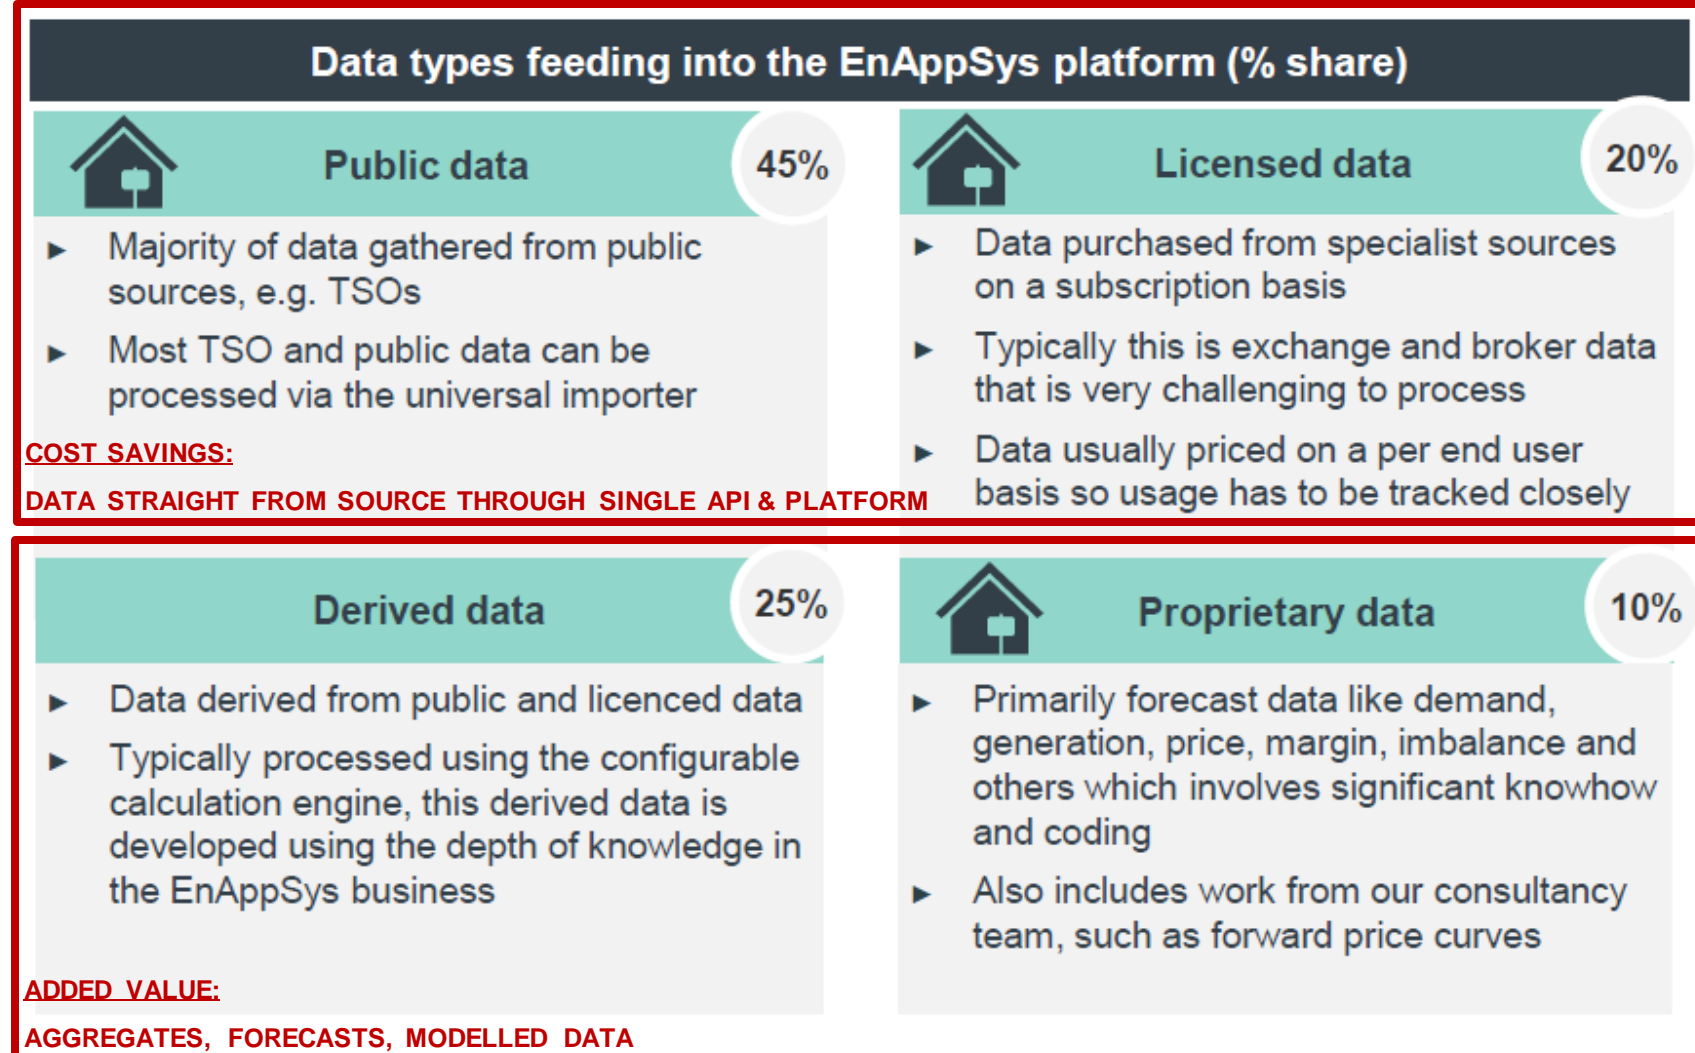 Data types feeding into the EnAppSys platform (% share)
Public data
45%
► Majority of data gathered from public
sources, e.g. TSOs
► Most TSO and public data can be
processed via the universal importer
COST SAVINGS:
DATA STRAIGHT FROM SOURCE THROUGH SINGLE API & PLATFORM
Licensed data
20%
► Data purchased from specialist sources
on a subscription basis
► Typically this is exchange and broker data
that is very challenging to process
► Data usually priced on a per end user
basis so usage has to be tracked closely
Derived data
25%
► Data derived from public and licenced data
► Typically processed using the configurable
calculation engine, this derived data is
developed using the depth of knowledge in
the EnAppSys business
ADDED VALUE:
AGGREGATES, FORECASTS, MODELLED DATA
Proprietary data
10%
► Primarily forecast data like demand,
generation, price, margin, imbalance and
others which involves significant knowhow
and coding
► Also includes work from our consultancy
team, such as forward price curves